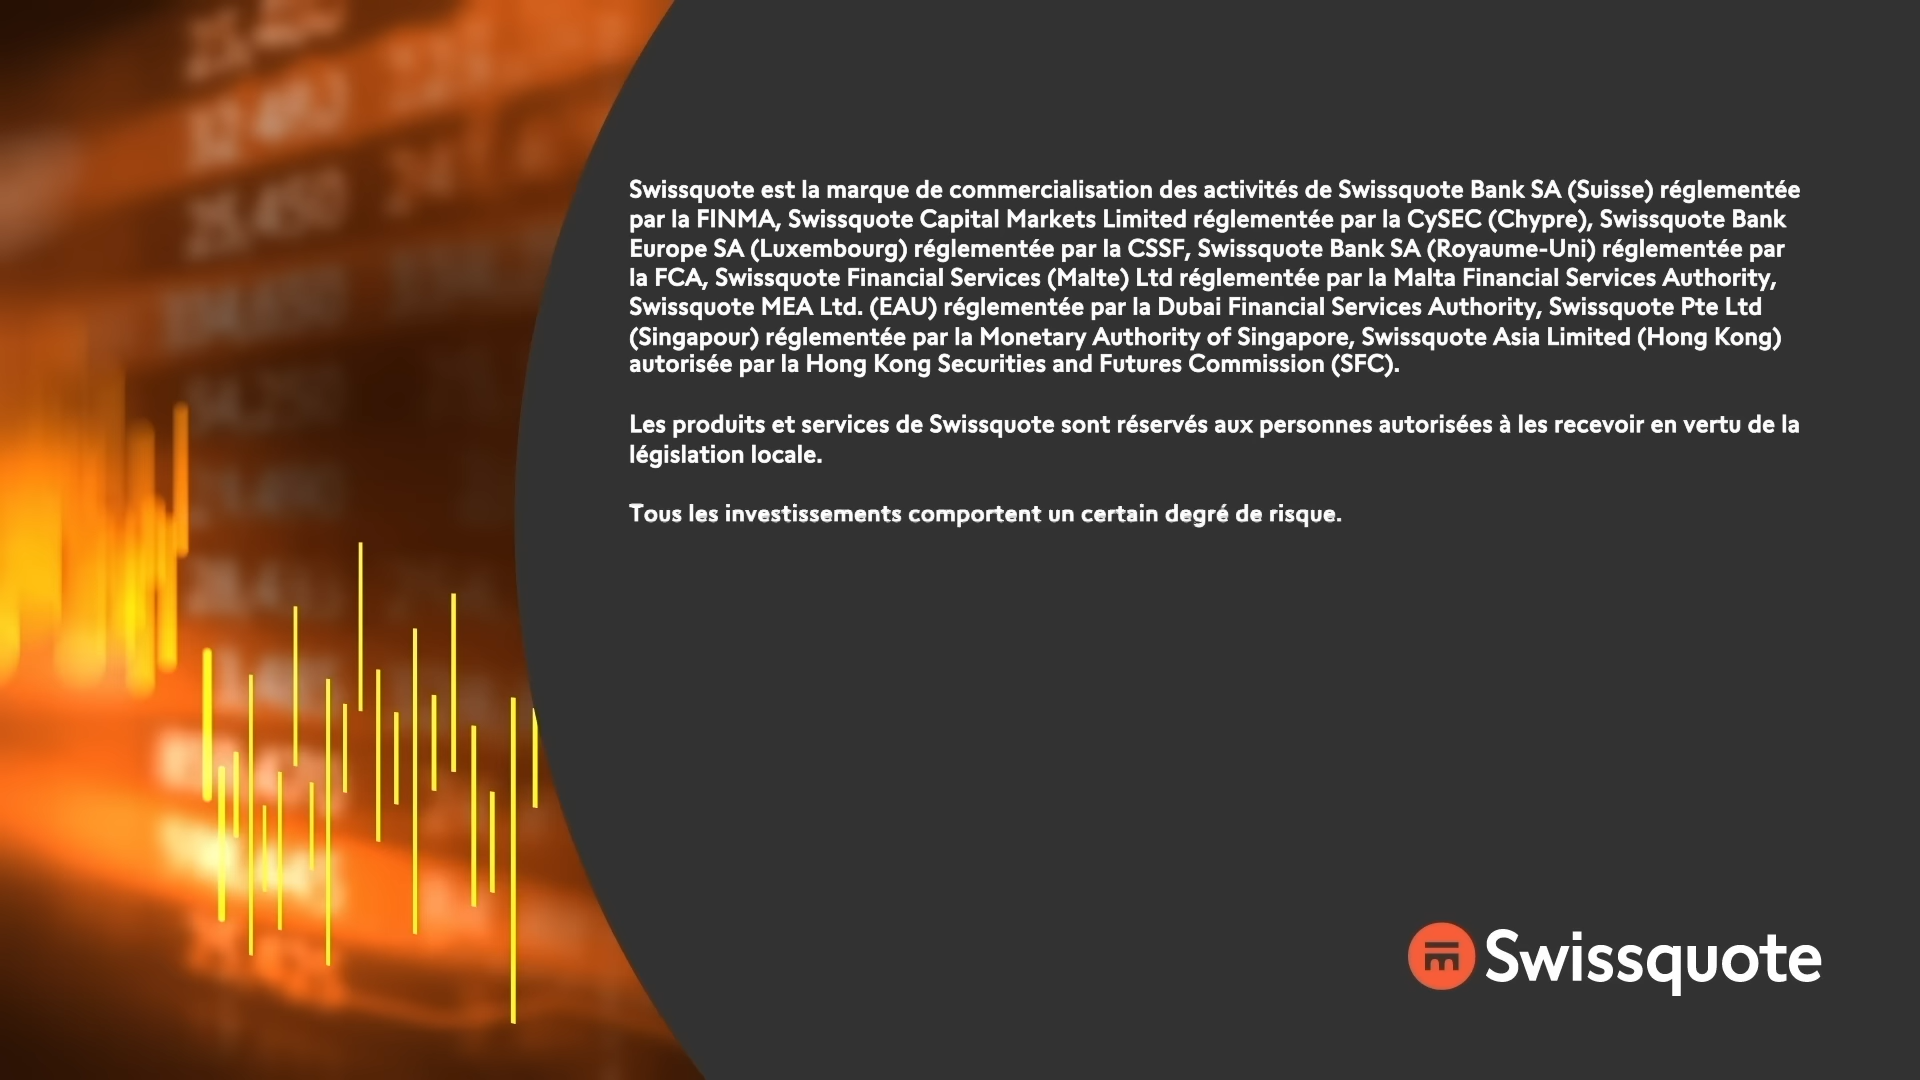 Swissquote est la marque de commercialisation des activités de Swissquote Bank SA (Suisse) réglementée
par la FINMA, Swissquote Capital Markets Limited réglementée par la CySEC (Chypre), Swissquote Bank
Europe SA (Luxembourg) réglementée par la CSSF, Swissquote Bank SA (Royaume-Uni) réglementée par
la FCA, Swissquote Financial Services (Malte) Ltd réglementée par la Malta Financial Services Authority,
Swissquote MEA Ltd. (EAU) réglementée par la Dubai Financial Services Authority, Swissquote Pte Ltd
(Singapour) réglementée par la Monetary Authority of Singapore, Swissquote Asia Limited (Hong Kong)
autorisée par la Hong Kong Securities and Futures Commission (SFC).
Les produits et services de Swissquote sont réservés aux personnes autorisées à les recevoir en vertu de la
législation locale.
Tous les investissements comportent un certain degré de risque.
Swissquote